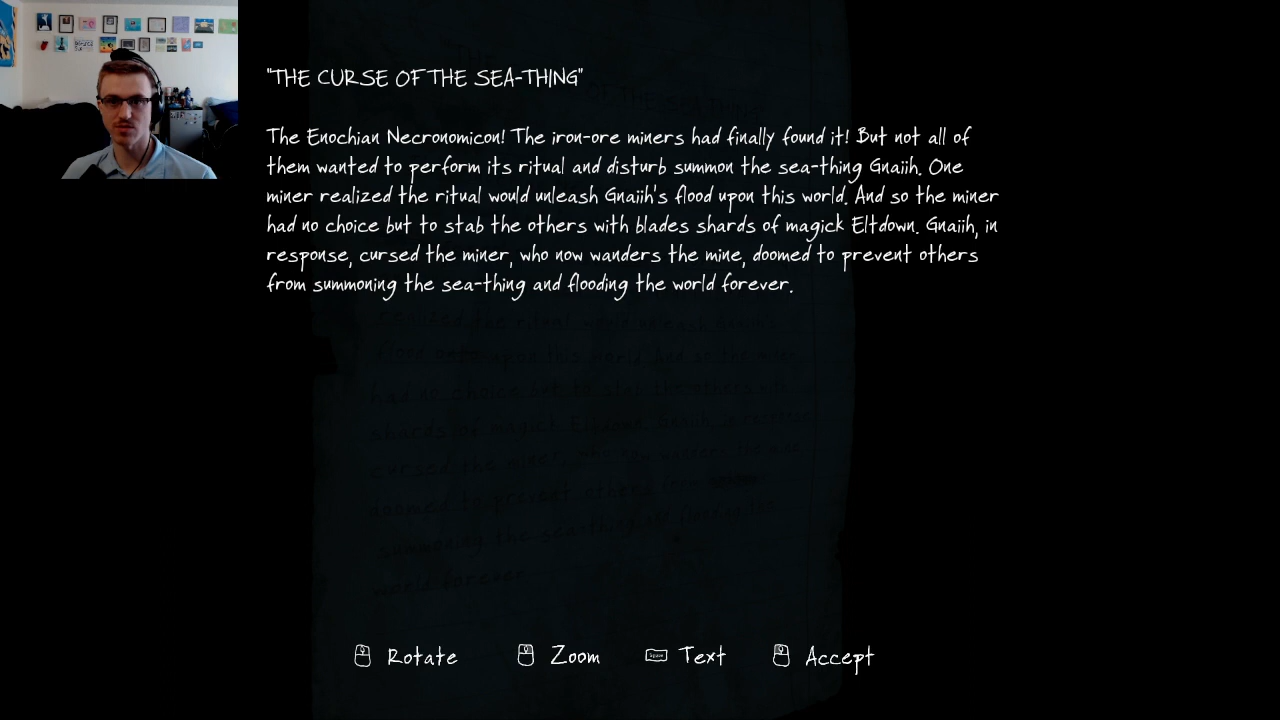 "THE CURSE OF THE SEA-THING"
The Enochian Necronomicon! The iron-ore miners had finally found it! But not all of
them wanted to perform its ritual and disturb summon the sea-thing Gnaiih. One
miner realized the ritual would unleash Gnaiih's flood upon this world. And so the miner
had no choice but to stab the others with blades shards of magick Eltdown. Gnaiih, in
response, cursed the miner, who now wanders the mine, doomed to prevent others
from summoning the sea-thing and flooding the world forever.
Rotate Zoom Text Accept